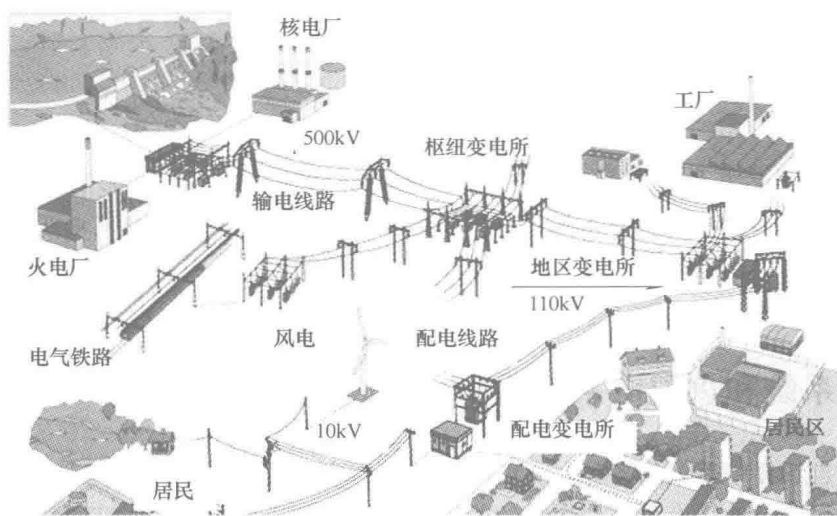 核电厂
工厂
500kV
枢纽变电所
输电线路
火电厂
地区变电所
110kV
电气铁路
风电
配电线路
10kV
配电变电所
居民区
居民